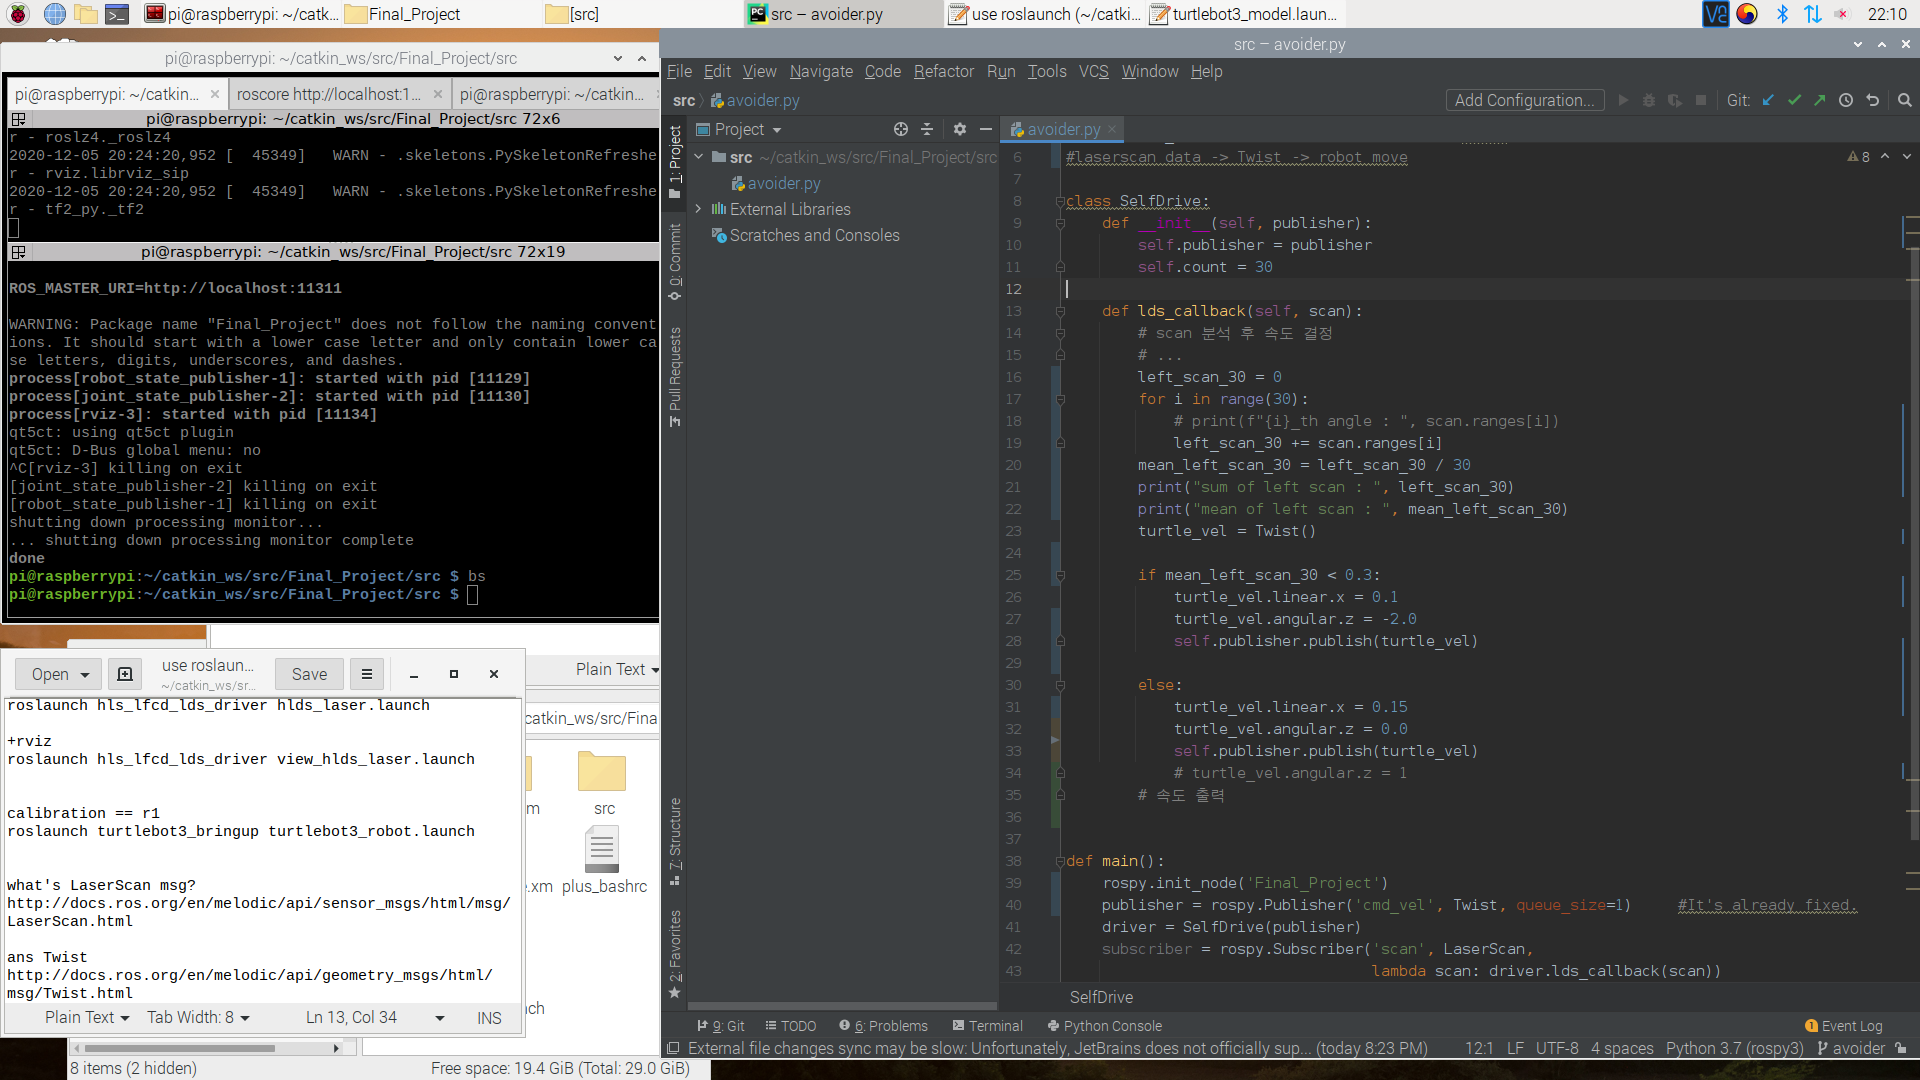 pi@raspberrypi: ~/catk...
Final_Project
[src]
src – avoider.py
use roslaunch (~/catki...
turtlebot3_model.laun...
22:10
pi@raspberrypi: ~/catkin_ws/src/Final_Project/src
pi@raspberrypi: ~/catkin...
roscore http://localhost:1...
pi@raspberrypi: ~/catkin...
pi@raspberrypi: ~/catkin_ws/src/Final_Project/src 72x6
r - roslz4._roslz4
2020-12-05 20:24:20,952 [  45349]   WARN - .skeletons.PySkeletonRefreshe
r - rviz.librviz_sip
2020-12-05 20:24:20,952 [  45349]   WARN - .skeletons.PySkeletonRefreshe
r - tf2_py._tf2
pi@raspberrypi: ~/catkin_ws/src/Final_Project/src 72x19
ROS_MASTER_URI=http://localhost:11311
WARNING: Package name "Final_Project" does not follow the naming convent
ions. It should start with a lower case letter and only contain lower ca
se letters, digits, underscores, and dashes.
process[robot_state_publisher-1]: started with pid [11129]
process[joint_state_publisher-2]: started with pid [11130]
process[rviz-3]: started with pid [11134]
qt5ct: using qt5ct plugin
qt5ct: D-Bus global menu: no
^C[rviz-3] killing on exit
[joint_state_publisher-2] killing on exit
[robot_state_publisher-1] killing on exit
shutting down processing monitor...
... shutting down processing monitor complete
done
pi@raspberrypi:~/catkin_ws/src/Final_Project/src $ bs
pi@raspberrypi:~/catkin_ws/src/Final_Project/src $
Open
use roslaun...
~/catkin_ws/sr...
Save
roslaunch hls_lfcd_lds_driver hlds_laser.launch
+rviz
roslaunch hls_lfcd_lds_driver view_hlds_laser.launch
calibration == r1
roslaunch turtlebot3_bringup turtlebot3_robot.launch
what's LaserScan msg?
http://docs.ros.org/en/melodic/api/sensor_msgs/html/msg/
LaserScan.html
ans Twist
http://docs.ros.org/en/melodic/api/geometry_msgs/html/
msg/Twist.html
Plain Text
Tab Width: 8
Ln 13, Col 34
INS
Plain Text
catkin_ws/src/Fina
m
src
.xm
plus_bashrc
nch
8 items (2 hidden)
Free space: 19.4 GiB (Total: 29.0 GiB)
src – avoider.py
File Edit View Navigate Code Refactor Run Tools VCS Window Help
src
avoider.py
Add Configuration...
Git:
1: Project
0: Commit
Pull Requests
7: Structure
2: Favorites
Project
src ~/catkin_ws/src/Final_Project/src
avoider.py
External Libraries
Scratches and Consoles
avoider.py
8
6 #laserscan data -> Twist -> robot move
7
8 class SelfDrive:
9 def __init__(self, publisher):
10 self.publisher = publisher
11 self.count = 30
12
13 def lds_callback(self, scan):
14 # scan 분석 후 속도 결정
15 # ...
16 left_scan_30 = 0
17 for i in range(30):
18 # print(f"{i}_th angle : ", scan.ranges[i])
19 left_scan_30 += scan.ranges[i]
20 mean_left_scan_30 = left_scan_30 / 30
21 print("sum of left scan : ", left_scan_30)
22 print("mean of left scan : ", mean_left_scan_30)
23 turtle_vel = Twist()
24
25 if mean_left_scan_30 < 0.3:
26 turtle_vel.linear.x = 0.1
27 turtle_vel.angular.z = -2.0
28 self.publisher.publish(turtle_vel)
29
30 else:
31 turtle_vel.linear.x = 0.15
32 turtle_vel.angular.z = 0.0
33 self.publisher.publish(turtle_vel)
34 # turtle_vel.angular.z = 1
35 # 속도 출력
36
37
38 def main():
39 rospy.init_node('Final_Project')
40 publisher = rospy.Publisher('cmd_vel', Twist, queue_size=1) #It's already fixed.
41 driver = SelfDrive(publisher)
42 subscriber = rospy.Subscriber('scan', LaserScan,
43 lambda scan: driver.lds_callback(scan))
SelfDrive
9: Git
TODO
6: Problems
Terminal
Python Console
1 Event Log
External file changes sync may be slow: Unfortunately, JetBrains does not officially sup... (today 8:23 PM)
12:1
LF
UTF-8
4 spaces
Python 3.7 (rospy3)
avoider